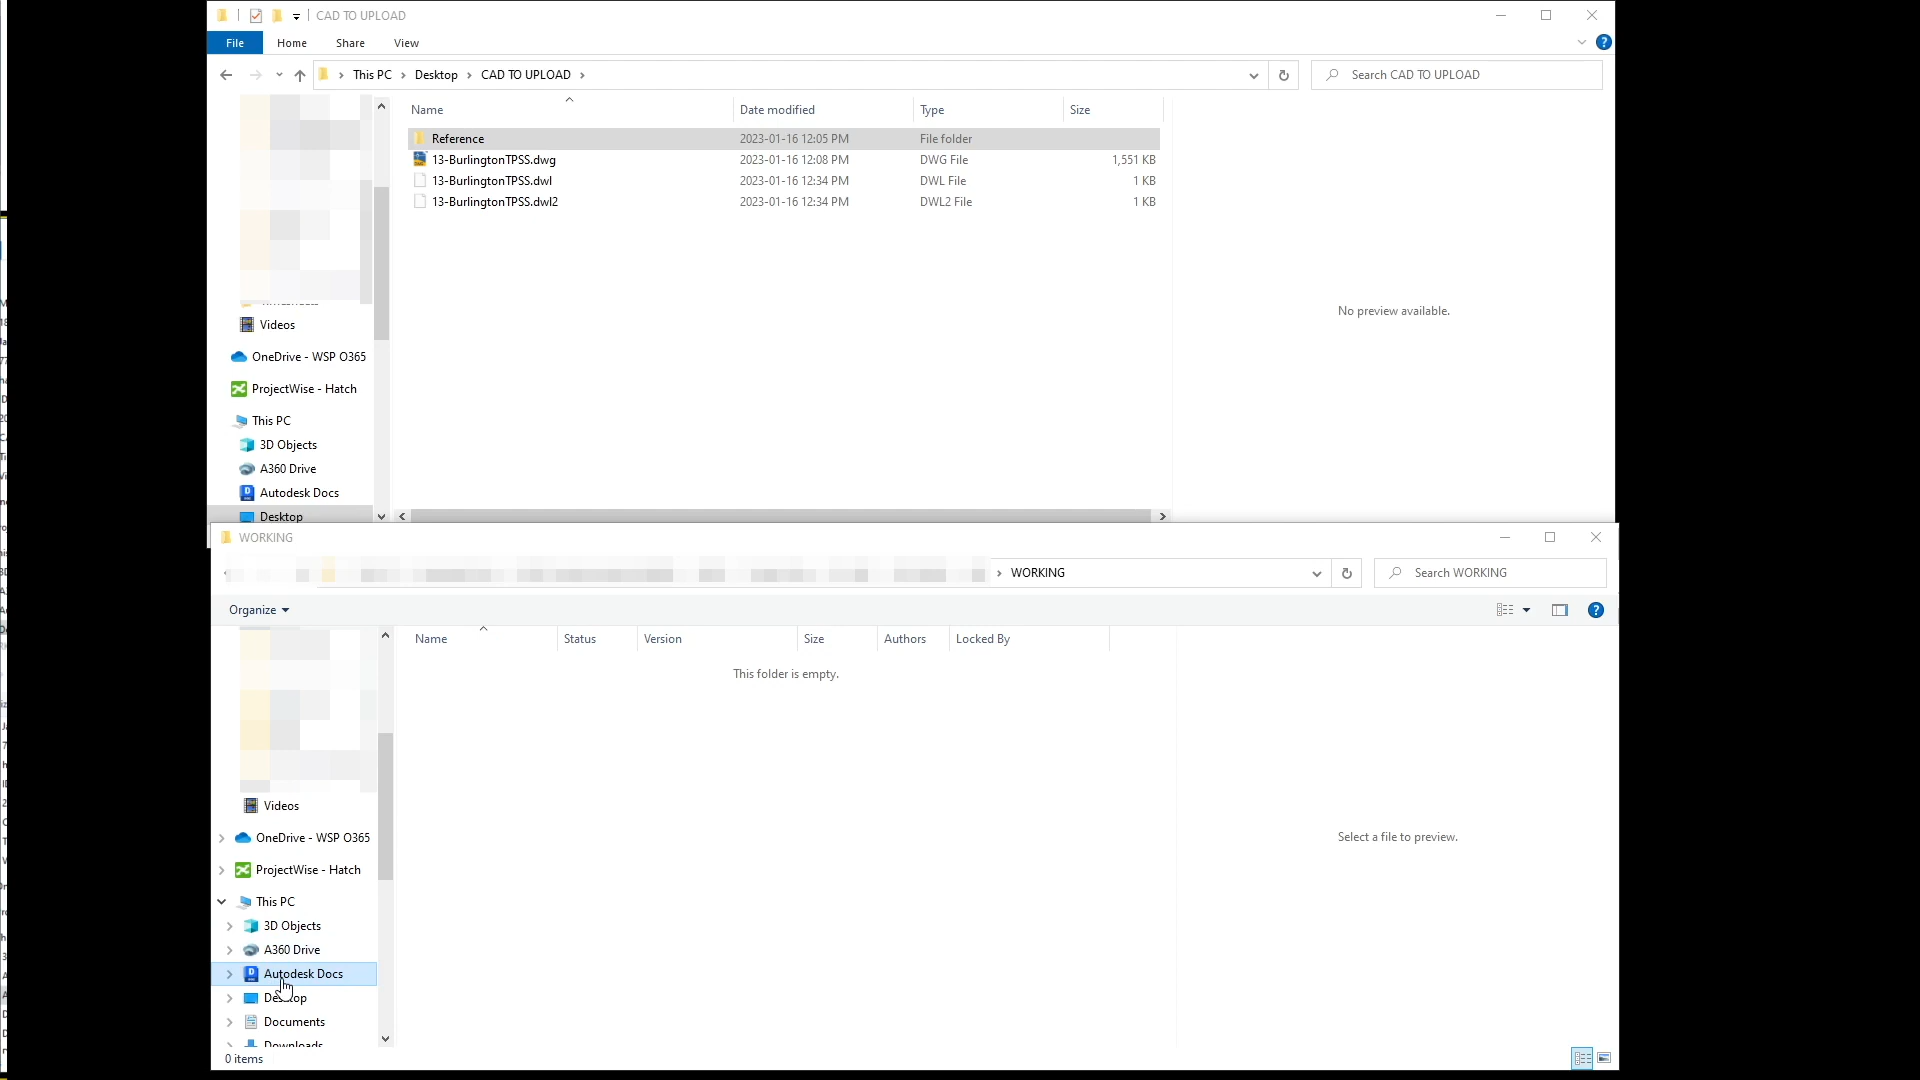 CAD TO UPLOAD
File Home Share View
This PC > Desktop > CAD TO UPLOAD >
Search CAD TO UPLOAD
Name Date modified Type Size
Reference 2023-01-16 12:05 PM File folder
13-BurlingtonTPSS.dwg 2023-01-16 12:08 PM DWG File 1,551 KB
13-BurlingtonTPSS.dwl 2023-01-16 12:34 PM DWL File 1 KB
13-BurlingtonTPSS.dwl2 2023-01-16 12:34 PM DWL2 File 1 KB
No preview available.
Videos
OneDrive - WSP O365
ProjectWise - Hatch
This PC
3D Objects
A360 Drive
Autodesk Docs
Desktop
WORKING
> WORKING
Search WORKING
Organize
Name Status Version Size Authors Locked By
This folder is empty.
Select a file to preview.
Videos
OneDrive - WSP O365
ProjectWise - Hatch
This PC
3D Objects
A360 Drive
Autodesk Docs
Desktop
Documents
Downloads
0 items